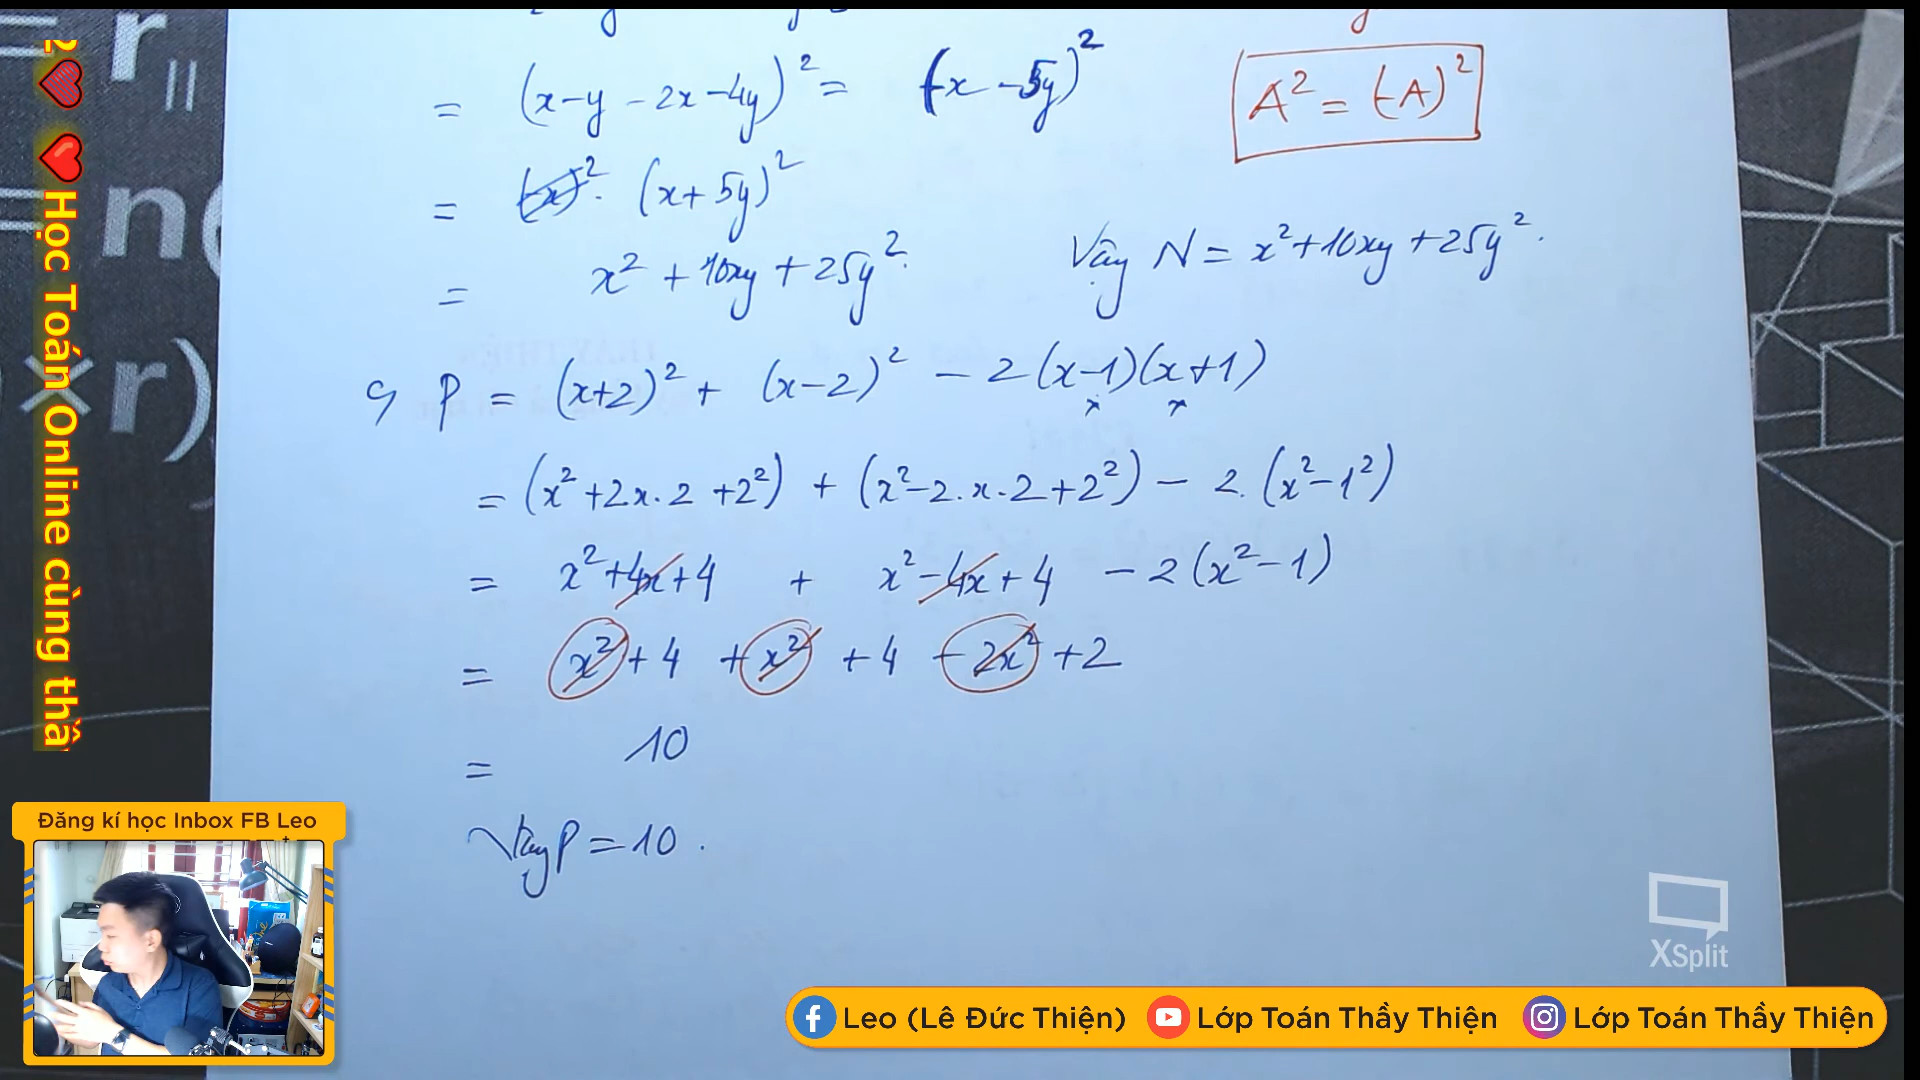 = (x-y-2x-4y)² = (-x-5y)²
A² = (-A)²
= (x+5y)²
= x²+10xy+25y².
Vậy N = x²+10xy+25y².
c, P = (x+2)² + (x-2)² - 2(x-1)(x+1)
= (x²+2x.2+2²) + (x²-2.x.2+2²) - 2.(x²-1²)
= x²+4x+4 + x²-4x+4 - 2(x²-1)
= x²+4 +x² +4 -2x² +2
= 10
Vậy P = 10.
2
Học Toán Online cùng thầy
= r||
= n(
×r)
Đăng kí học Inbox FB Leo
XSplit
Leo (Lê Đức Thiện)
Lớp Toán Thầy Thiện
Lớp Toán Thầy Thiện